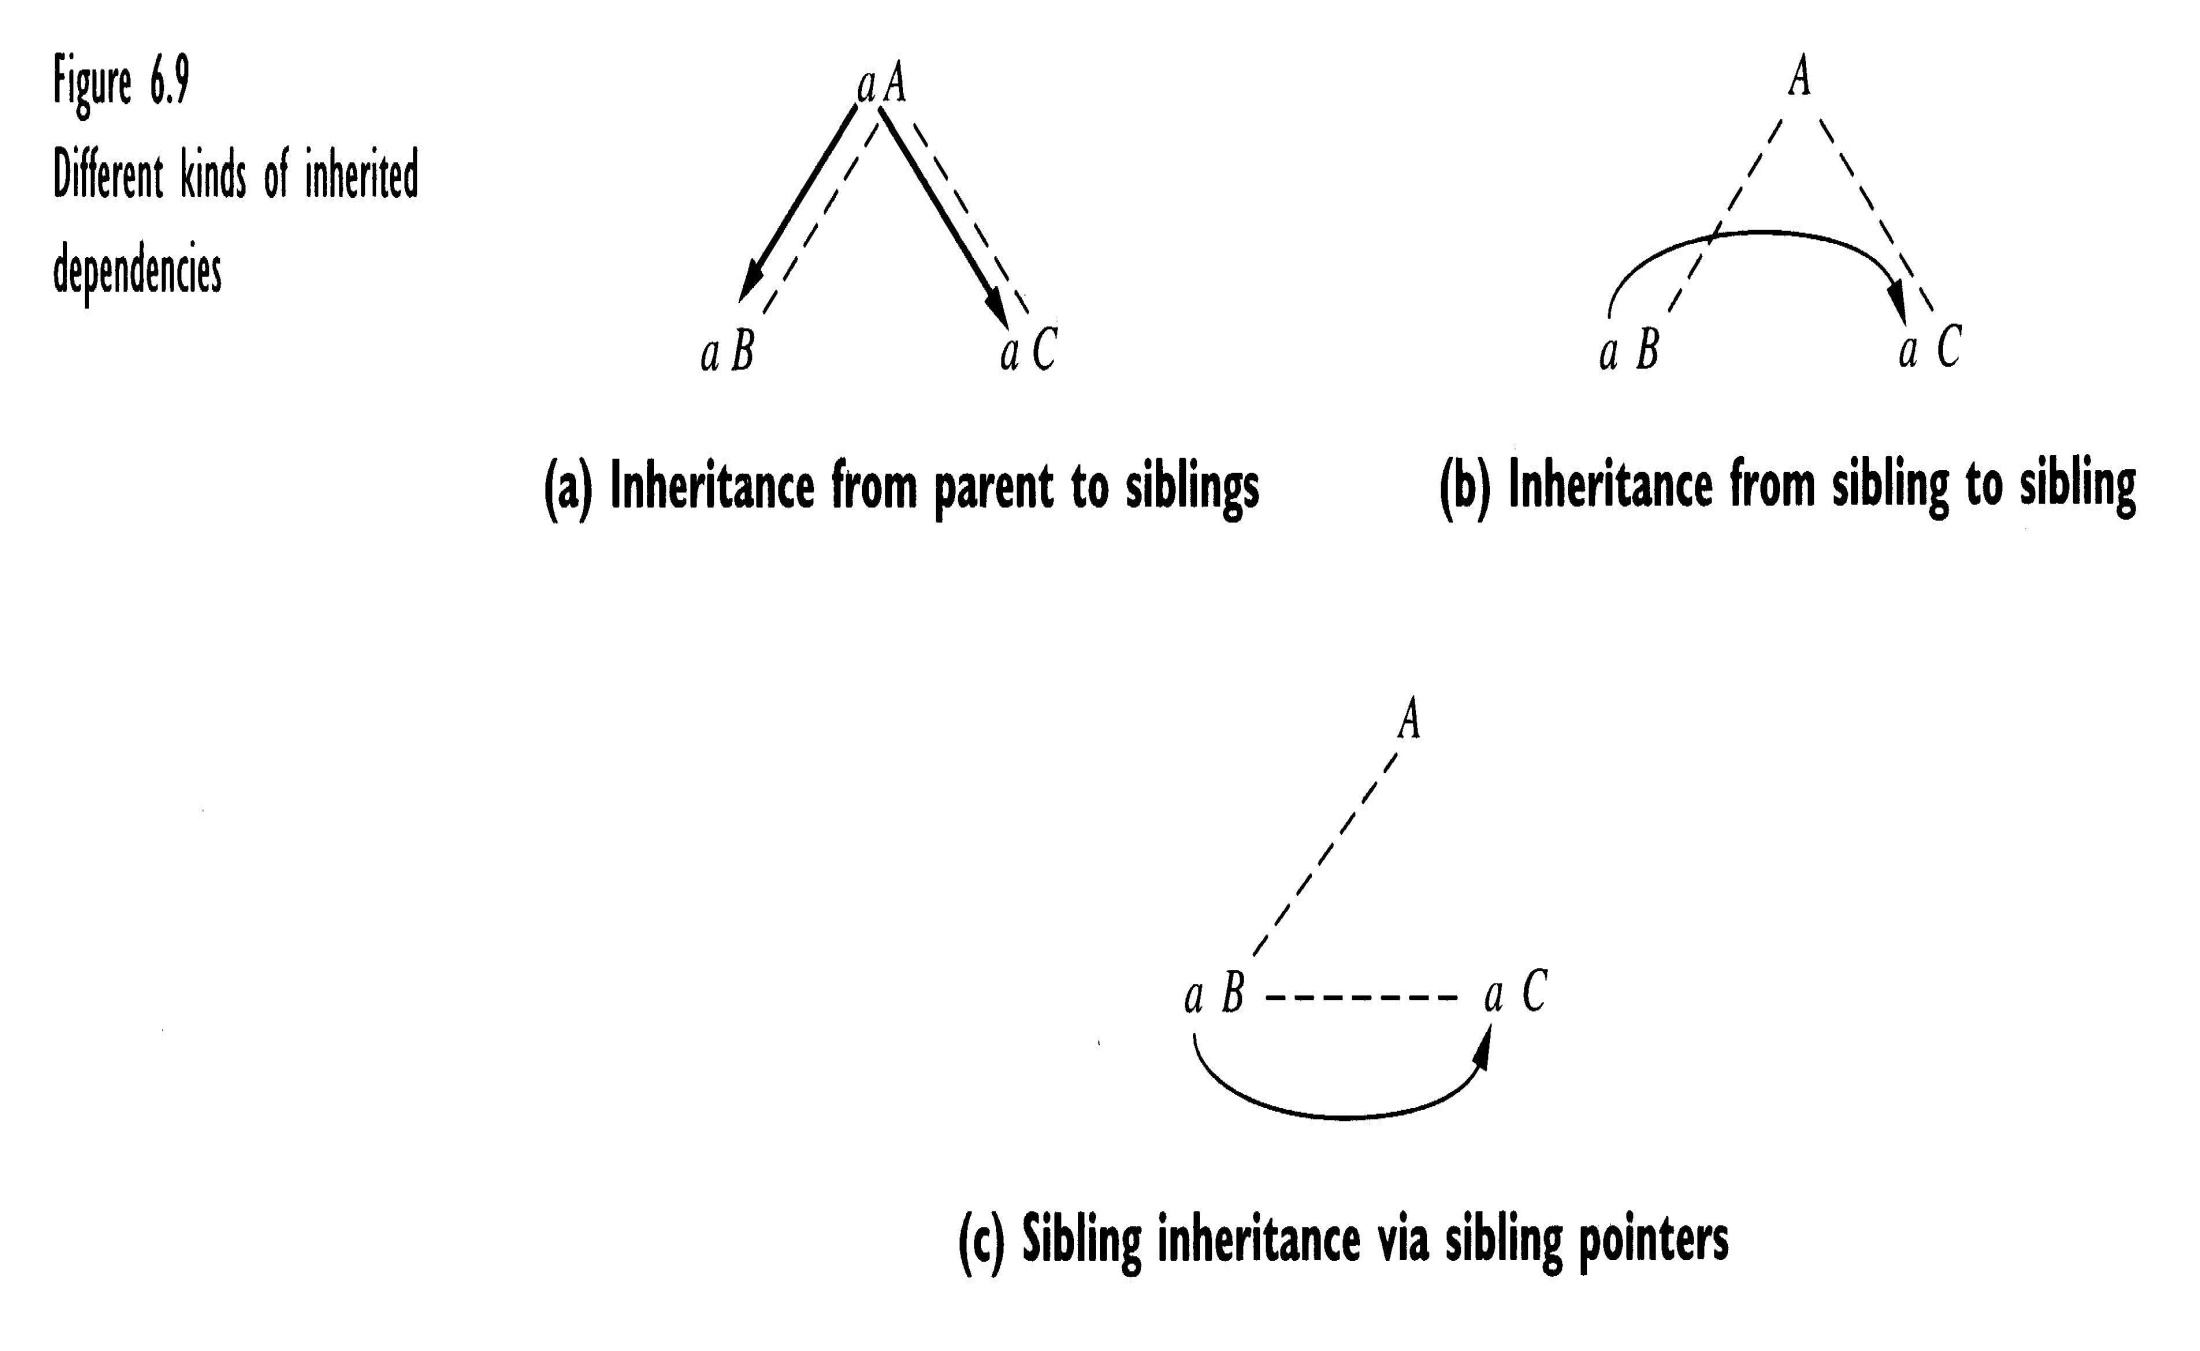 Figure 6.9
Different kinds of inherited
dependencies
a A
a B
a C
(a) Inheritance from parent to siblings
A
a B
a C
(b) Inheritance from sibling to sibling
A
a B
a C
(c) Sibling inheritance via sibling pointers